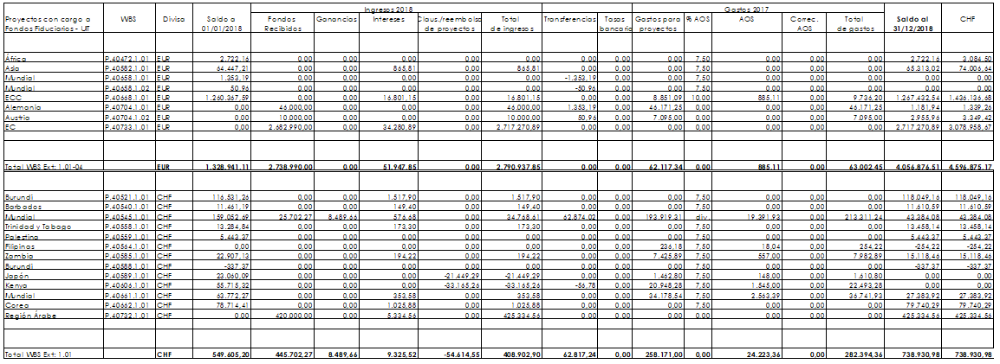 Ingresos 2018 Gastos 2017
Proyectos con cargo a WBS Divisa Saldo a Fondos Ganancias Intereses Claus./reembolso Total Transferencias Tasas Gastos para % AOS AOS Correc. Total Saldo al CHF
Fondos Fiduciarios - UIT 01/01/2018 Recibidos de proyectos de ingresos bancaria proyectos AOS de gastos 31/12/2018
África P.40472.1.01 EUR 2.722,16 0,00 0,00 0,00 0,00 0,00 0,00 0,00 0,00 7,50 0,00 0,00 0,00 2.722,16 3.084,50
Asia P.40582.1.01 EUR 64.447,21 0,00 0,00 865,81 0,00 865,81 0,00 0,00 0,00 7,50 0,00 0,00 0,00 65.313,02 74.006,64
Mundial P.40658.1.01 EUR 1.353,19 0,00 0,00 0,00 0,00 0,00 -1.353,19 0,00 0,00 7,50 0,00 0,00 0,00 0,00 0,00
Mundial P.40658.1.02 EUR 50,96 0,00 0,00 0,00 0,00 0,00 -50,96 0,00 0,00 7,50 0,00 0,00 0,00 0,00 0,00
ECC P.40668.1.01 EUR 1.260.367,59 0,00 0,00 16.801,15 0,00 16.801,15 0,00 0,00 8.851,09 10,00 885,11 0,00 9.736,20 1.267.432,54 1.436.136,68
Alemania P.40704.1.01 EUR 0,00 46.000,00 0,00 0,00 0,00 46.000,00 1.353,19 0,00 46.171,25 0,00 0,00 0,00 46.171,25 1.181,94 1.339,26
Austria P.40704.1.02 EUR 0,00 10.000,00 0,00 0,00 0,00 10.000,00 50,96 0,00 7.095,00 0,00 0,00 0,00 7.095,00 2.955,96 3.349,42
EC P.40733.1.01 EUR 0,00 2.682.990,00 0,00 34.280,89 0,00 2.717.270,89 0,00 0,00 0,00 0,00 0,00 0,00 0,00 2.717.270,89 3.078.958,67
Total WBS Ext: 1.01-04 EUR 1.328.941,11 2.738.990,00 0,00 51.947,85 0,00 2.790.937,85 0,00 0,00 62.117,34 0,00 885,11 0,00 63.002,45 4.056.876,51 4.596.875,17
Burundi P.40521.1.01 CHF 116.531,26 0,00 0,00 1.517,90 0,00 1.517,90 0,00 0,00 0,00 7,50 0,00 0,00 0,00 118.049,16 118.049,16
Barbados P.40540.1.01 CHF 11.461,19 0,00 0,00 149,40 0,00 149,40 0,00 0,00 0,00 7,50 0,00 0,00 0,00 11.610,59 11.610,59
Mundial P.40545.1.01 CHF 159.052,69 25.702,27 8.489,66 576,68 0,00 34.768,61 62.874,02 0,00 193.919,31 div. 19.391,93 0,00 213.311,24 43.384,08 43.384,08
Trinidad y Tabago P.40558.1.01 CHF 13.284,84 0,00 0,00 173,30 0,00 173,30 0,00 0,00 0,00 7,50 0,00 0,00 0,00 13.458,14 13.458,14
Palestina P.40559.1.01 CHF 5.443,37 0,00 0,00 0,00 0,00 0,00 0,00 0,00 0,00 7,50 0,00 0,00 0,00 5.443,37 5.443,37
Filipinas P.40564.1.01 CHF 0,00 0,00 0,00 0,00 0,00 0,00 0,00 0,00 236,18 7,50 18,04 0,00 254,22 -254,22 -254,22
Zambia P.40585.1.01 CHF 22.907,13 0,00 0,00 194,22 0,00 194,22 0,00 0,00 7.425,89 7,50 557,00 0,00 7.982,89 15.118,46 15.118,46
Burundi P.40588.1.01 CHF -337,37 0,00 0,00 0,00 0,00 0,00 0,00 0,00 0,00 7,50 0,00 0,00 0,00 -337,37 -337,37
Japón P.40589.1.01 CHF 23.060,09 0,00 0,00 0,00 -21.449,29 -21.449,29 0,00 0,00 1.462,80 7,50 148,00 0,00 1.610,80 0,00 0,00
Kenya P.40606.1.01 CHF 55.715,32 0,00 0,00 0,00 -33.165,26 -33.165,26 -56,78 0,00 20.948,28 7,50 1.545,00 0,00 22.493,28 0,00 0,00
Mundial P.40661.1.01 CHF 63.772,27 0,00 0,00 353,58 0,00 353,58 0,00 0,00 34.178,54 7,50 2.563,39 0,00 36.741,93 27.383,92 27.383,92
Corea P.40662.1.01 CHF 78.714,41 0,00 0,00 1.025,88 0,00 1.025,88 0,00 0,00 0,00 7,50 0,00 0,00 0,00 79.740,29 79.740,29
Región Árabe P.40732.1.01 CHF 0,00 420.000,00 0,00 5.334,56 0,00 425.334,56 0,00 0,00 0,00 0,00 0,00 0,00 425.334,56 425.334,56
Total WBS Ext: 1.01 CHF 549.605,20 445.702,27 8.489,66 9.325,52 -54.614,55 408.902,90 62.817,24 0,00 258.171,00 0,00 24.223,36 0,00 282.394,36 738.930,98 738.930,98